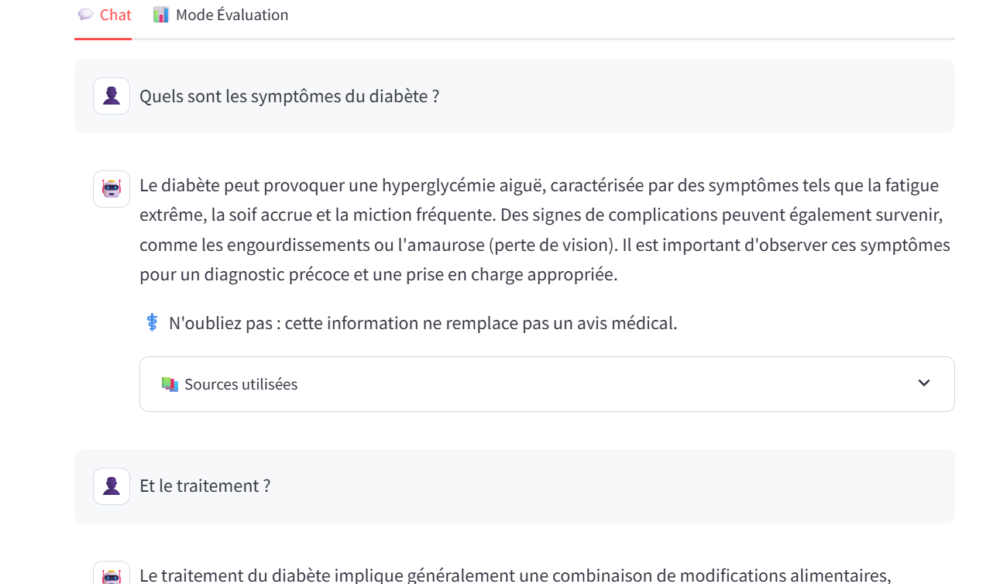 Chat Mode Évaluation
Quels sont les symptômes du diabète ?
Le diabète peut provoquer une hyperglycémie aiguë, caractérisée par des symptômes tels que la fatigue
extrême, la soif accrue et la miction fréquente. Des signes de complications peuvent également survenir,
comme les engourdissements ou l'amaurose (perte de vision). Il est important d'observer ces symptômes
pour un diagnostic précoce et une prise en charge appropriée.
N'oubliez pas : cette information ne remplace pas un avis médical.
Sources utilisées
Et le traitement ?
Le traitement du diabète implique généralement une combinaison de modifications alimentaires,